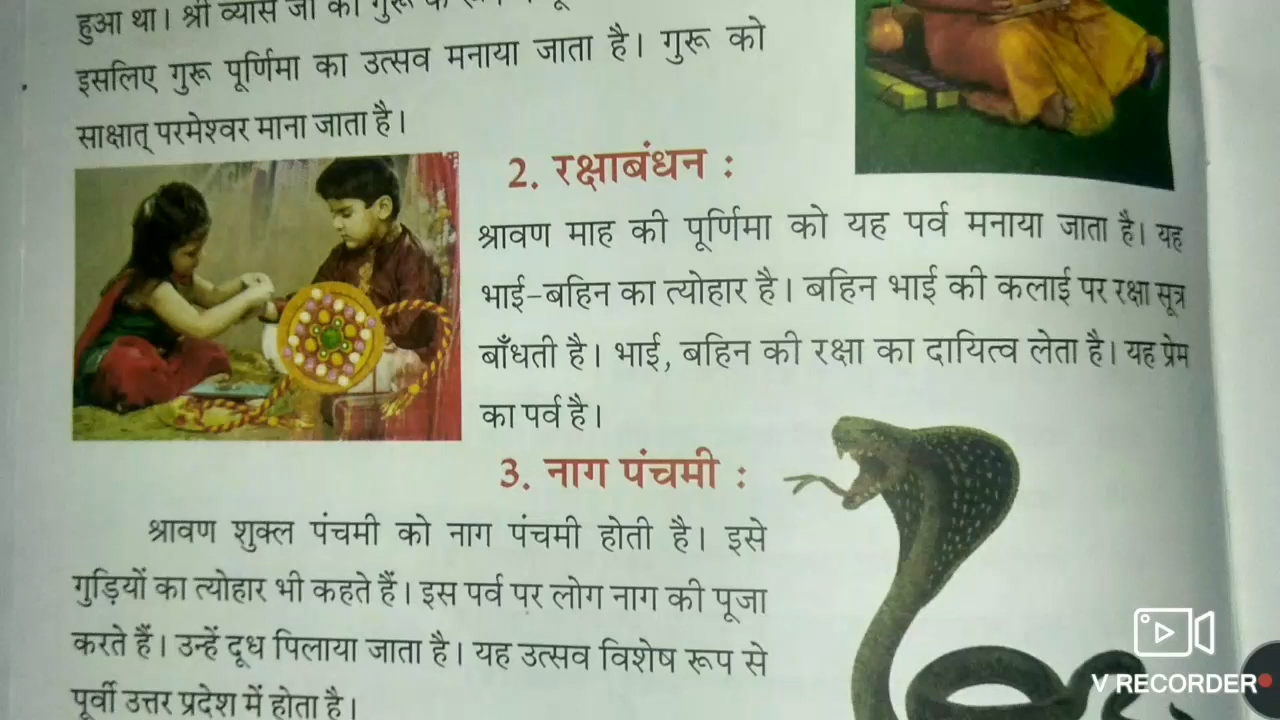 हुआ था। श्री व्यास जी को गुरू के
इसलिए गुरू पूर्णिमा का उत्सव मनाया जाता है। गुरू को
साक्षात् परमेश्वर माना जाता है।
2. रक्षाबंधन :
श्रावण माह की पूर्णिमा को यह पर्व मनाया जाता है। यह
भाई-बहिन का त्योहार है। बहिन भाई की कलाई पर रक्षा सूत्र
बाँधती है। भाई, बहिन की रक्षा का दायित्व लेता है। यह प्रेम
का पर्व है।
3. नाग पंचमी :
श्रावण शुक्ल पंचमी को नाग पंचमी होती है। इसे
गुड़ियों का त्योहार भी कहते हैं। इस पर्व पर लोग नाग की पूजा
करते हैं। उन्हें दूध पिलाया जाता है। यह उत्सव विशेष रूप से
पूर्वी उत्तर प्रदेश में होता है।
V RECORDER